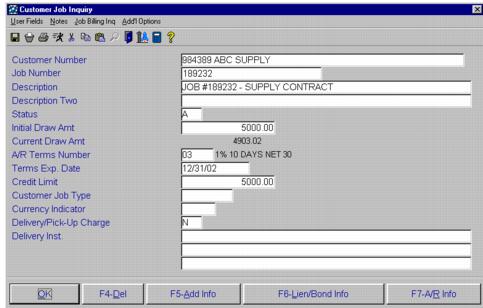 Customer Job Inquiry
User Fields Notes Job Billing Inq Add'l Options
Customer Number 984389 ABC SUPPLY
Job Number 189232
Description JOB #189232 - SUPPLY CONTRACT
Description Two
Status A
Initial Draw Amt 5000.00
Current Draw Amt 4903.02
A/R Terms Number 03 1% 10 DAYS NET 30
Terms Exp. Date 12/31/02
Credit Limit 5000.00
Customer Job Type
Currency Indicator
Delivery/Pick-Up Charge N
Delivery Inst.
OK F4-Del F5-Add Info F6-Lien/Bond Info F7-A/R Info